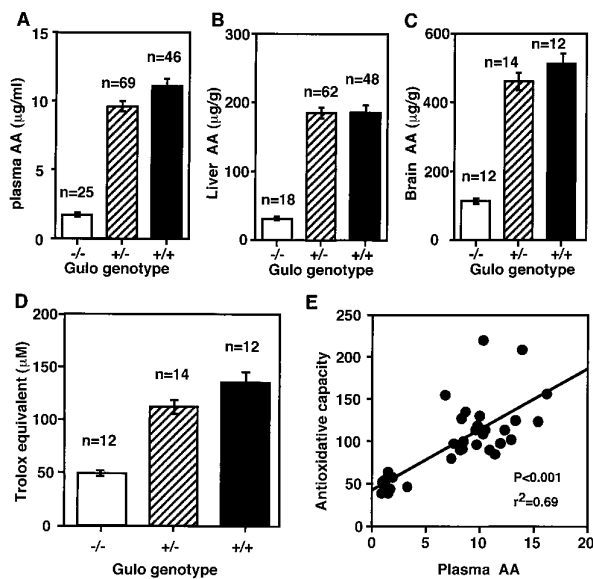 A
15
10
5
0
plasma AA (µg/ml)
n=25
n=69
n=46
-/-
+/-
+/+
Gulo genotype
B
300
200
100
0
Liver AA (µg/g)
n=18
n=62
n=48
-/-
+/-
+/+
Gulo genotype
C
600
400
200
0
Brain AA (µg/g)
n=12
n=14
n=12
-/-
+/-
+/+
Gulo genotype
D
200
150
100
50
0
Trolox equivalent (µM)
n=12
n=14
n=12
-/-
+/-
+/+
Gulo genotype
E
250
200
150
100
50
0
Antioxidative capacity
P<0.001
r²=0.69
0 5 10 15 20
Plasma AA